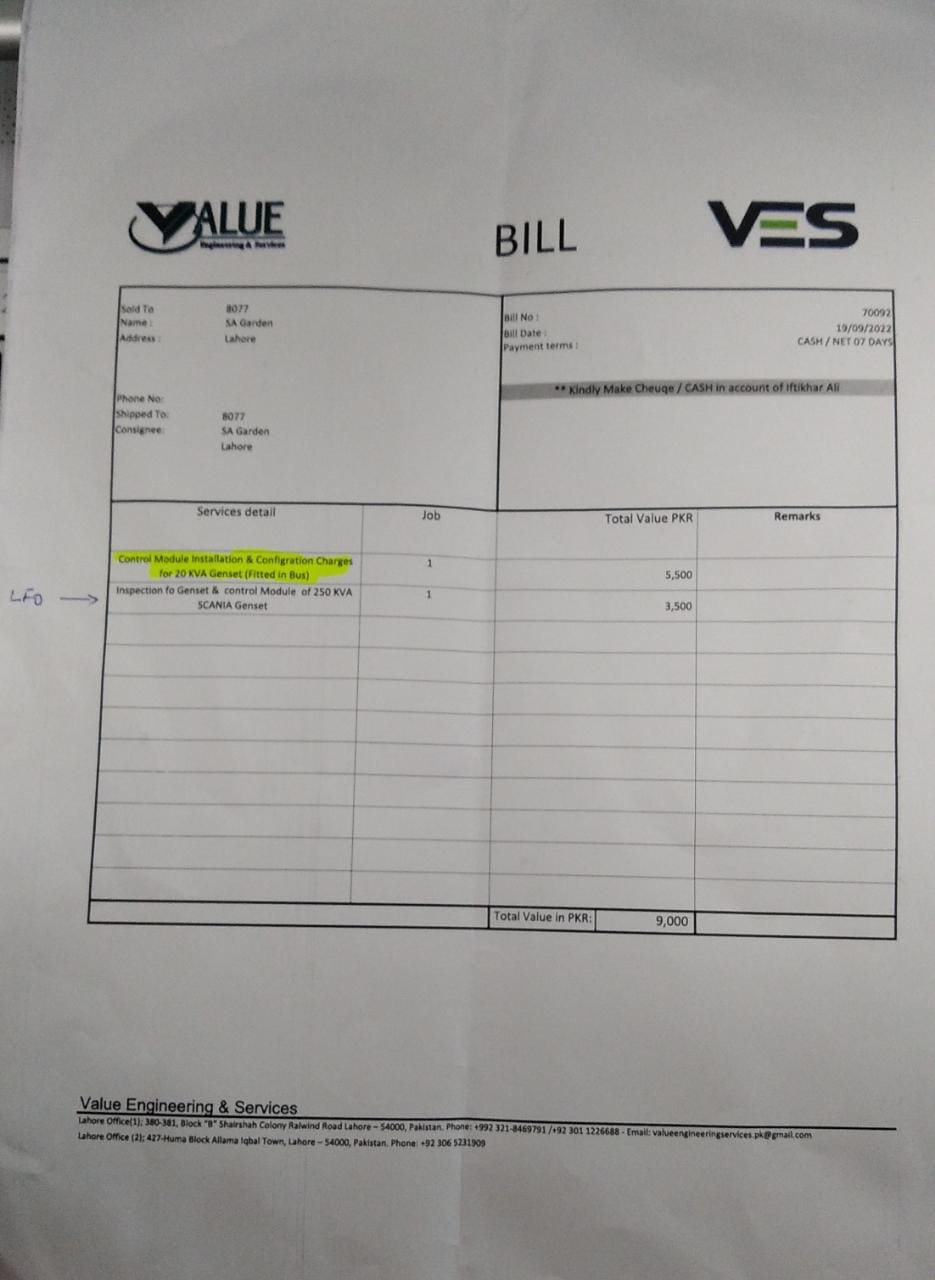 VALUE
Engineering & Services
BILL
VES
Sold To 8077
Name : SA Garden
Address : Lahore
Phone No:
Shipped To: 8077
Consignee: SA Garden
Lahore
Bill No : 70092
Bill Date : 19/09/2022
Payment terms : CASH / NET 07 DAYS
** Kindly Make Cheuqe / CASH in account of Iftikhar Ali
Services detail Job Total Value PKR Remarks
Control Module Installation & Configration Charges
for 20 KVA Genset (Fitted in Bus) 1 5,500
LFO →
Inspection fo Genset & control Module of 250 KVA
SCANIA Genset 1 3,500
Total Value in PKR: 9,000
Value Engineering & Services
Lahore Office(1); 380-381, Block "B" Shairshah Colony Raiwind Road Lahore – 54000, Pakistan. Phone: +992 321-8469791 /+92 301 1226688 - Email: valueengineeringservices.pk@gmail.com
Lahore Office (2); 427-Huma Block Allama Iqbal Town, Lahore – 54000, Pakistan. Phone: +92 306 5231909